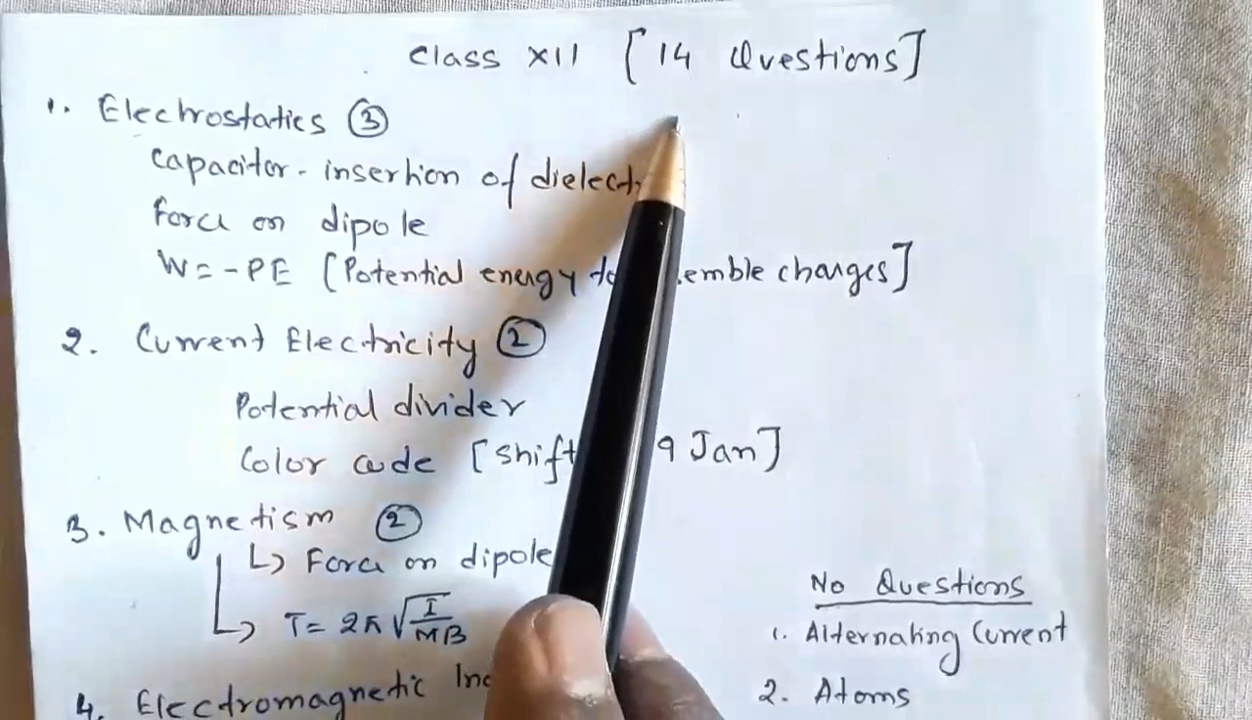 Class XII [14 Questions]
1. Electrostatics ③
Capacitor - insertion of
Force on dipole
W = -PE [Potential energy charges]
2. Current Electricity ②
Potential divider
Color code [Shift 9 Jan]
3. Magnetism ②
↳ Force on dipole
↳ T = 2π√(I/MB)
4. Electromagnetic
No Questions
1. Alternating Current
2. Atoms